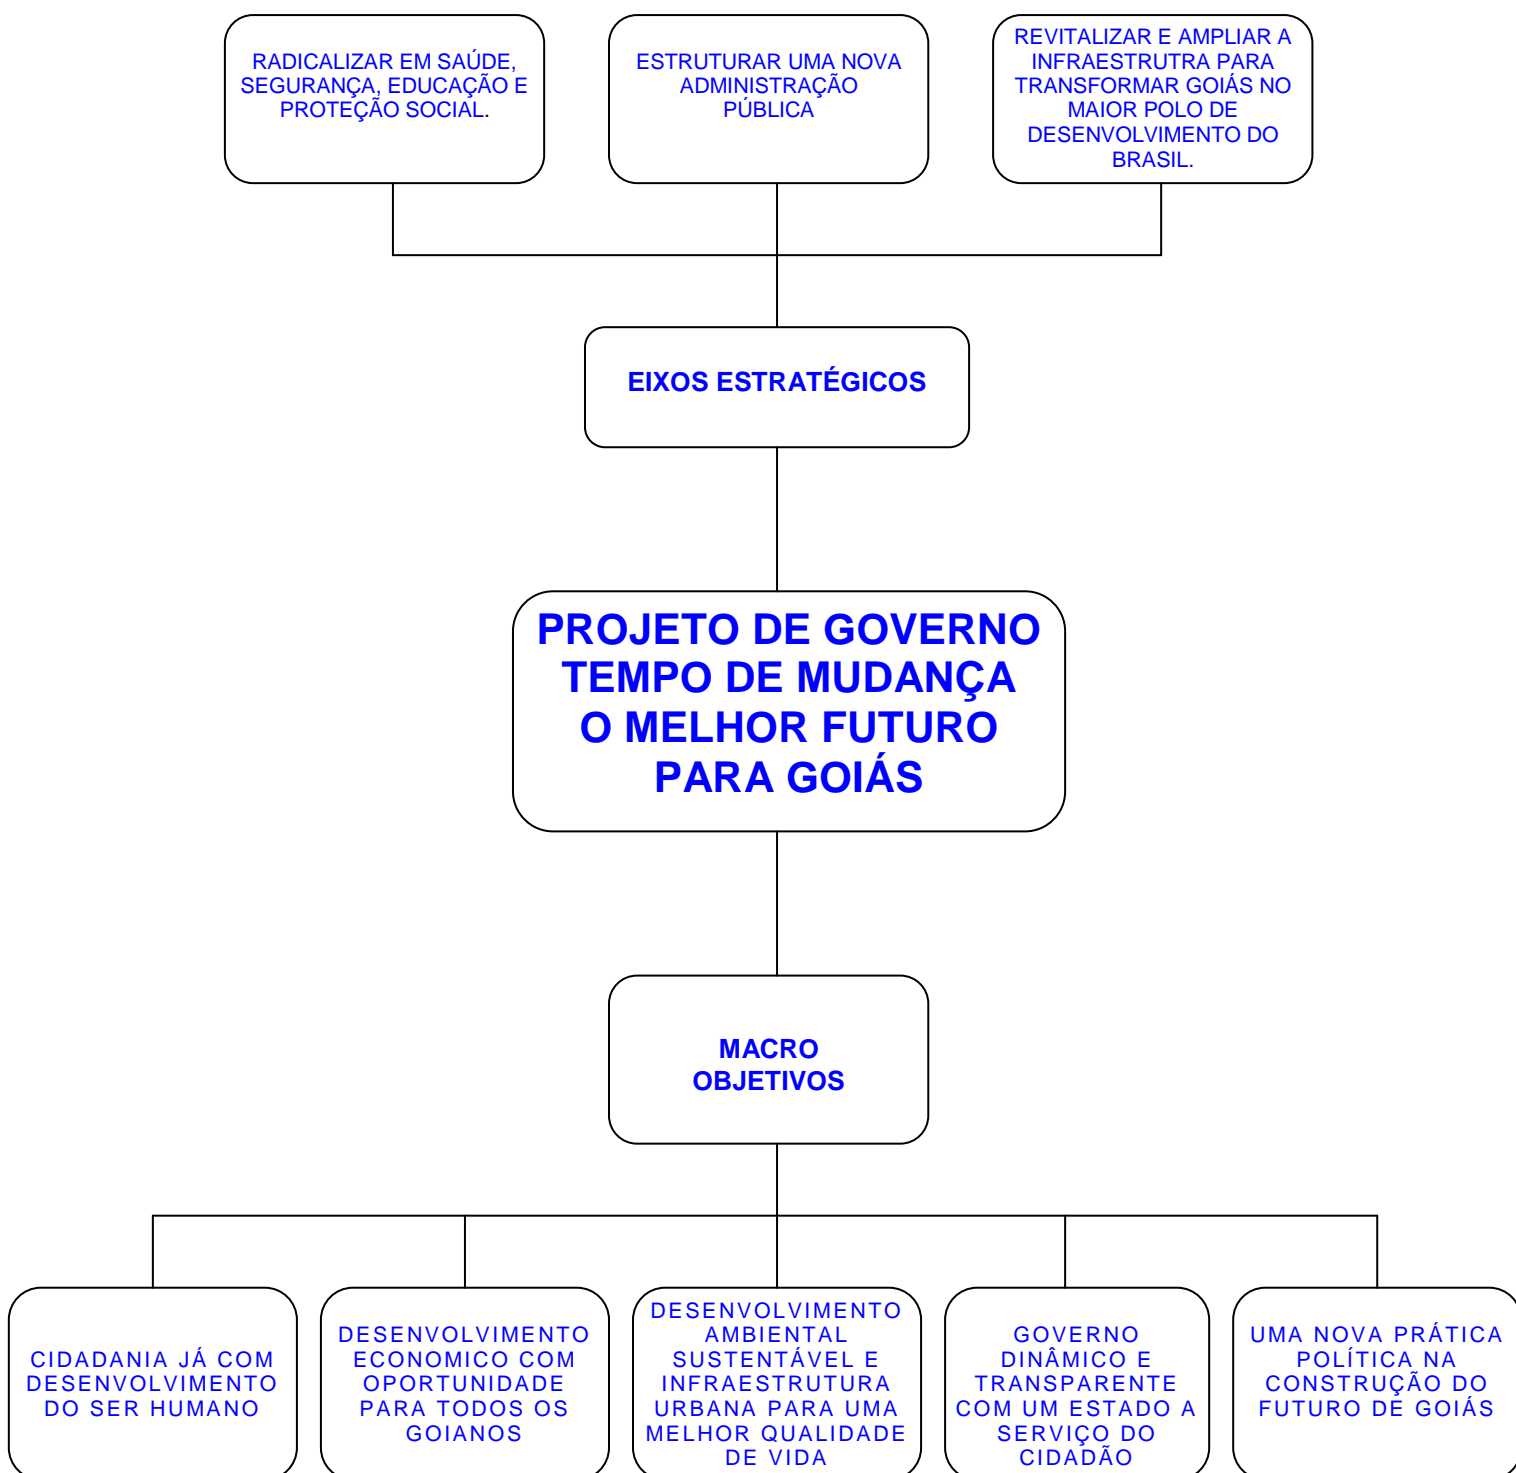 RADICALIZAR EM SAÚDE,
SEGURANÇA, EDUCAÇÃO E
PROTEÇÃO SOCIAL.
ESTRUTURAR UMA NOVA
ADMINISTRAÇÃO
PÚBLICA
REVITALIZAR E AMPLIAR A
INFRAESTRUTRA PARA
TRANSFORMAR GOIÁS NO
MAIOR POLO DE
DESENVOLVIMENTO DO
BRASIL.
EIXOS ESTRATÉGICOS
PROJETO DE GOVERNO
TEMPO DE MUDANÇA
O MELHOR FUTURO
PARA GOIÁS
MACRO
OBJETIVOS
CIDADANIA JÁ COM
DESENVOLVIMENTO
DO SER HUMANO
DESENVOLVIMENTO
ECONOMICO COM
OPORTUNIDADE
PARA TODOS OS
GOIANOS
DESENVOLVIMENTO
AMBIENTAL
SUSTENTÁVEL E
INFRAESTRUTURA
URBANA PARA UMA
MELHOR QUALIDADE
DE VIDA
GOVERNO
DINÂMICO E
TRANSPARENTE
COM UM ESTADO A
SERVIÇO DO
CIDADÃO
UMA NOVA PRÁTICA
POLÍTICA NA
CONSTRUÇÃO DO
FUTURO DE GOIÁS